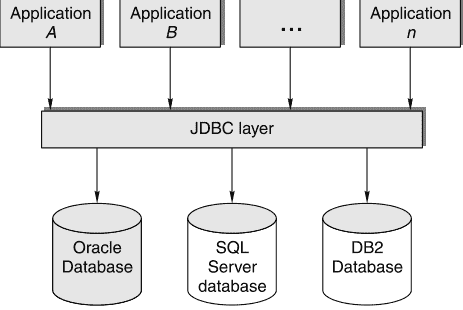 Application
A
Application
B
...
Application
n
JDBC layer
Oracle
Database
SQL
Server
database
DB2
Database